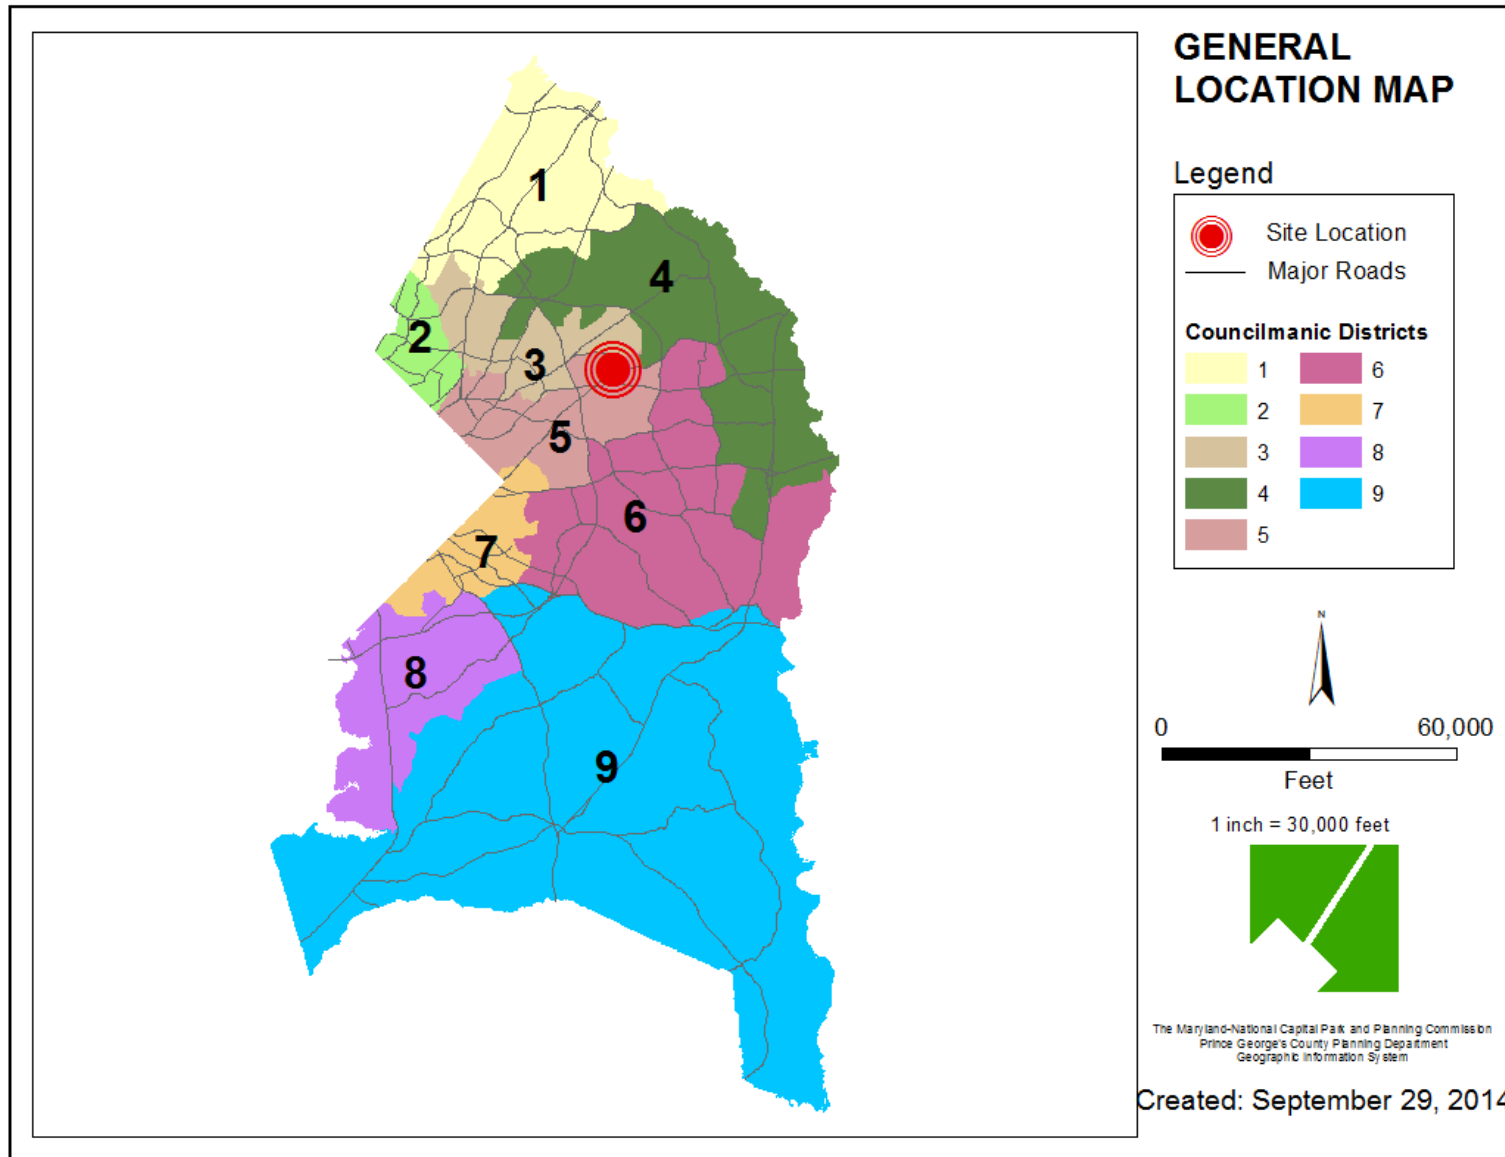 GENERAL
LOCATION MAP
Legend
Site Location
Major Roads
Councilmanic Districts
1 6
2 7
3 8
4 9
5
N
0 60,000
Feet
1 inch = 30,000 feet
The Maryland-National Capital Park and Planning Commission
Prince George's County Planning Department
Geographic Information System
Created: September 29, 2014
1
4
2
3
5
6
7
8
9